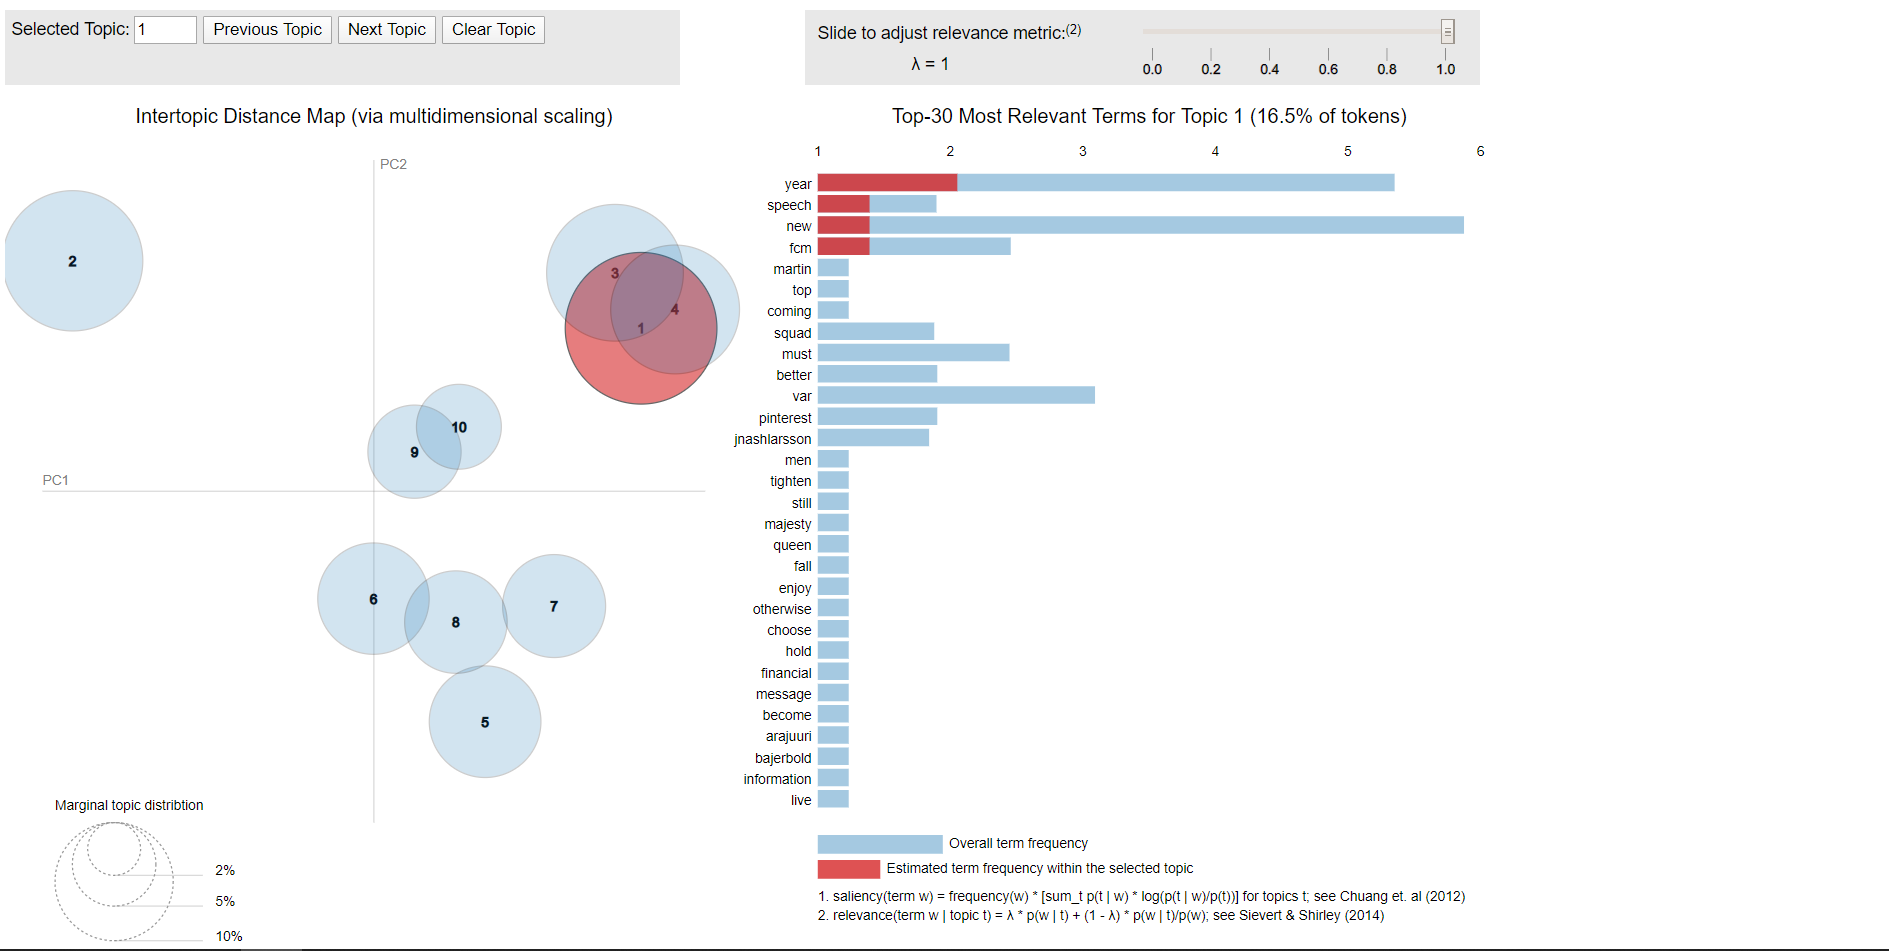 Selected Topic: 1 Previous Topic Next Topic Clear Topic
Slide to adjust relevance metric:(2)
λ = 1
0.0 0.2 0.4 0.6 0.8 1.0
Intertopic Distance Map (via multidimensional scaling)
PC2
PC1
2
3
4
1
10
9
6
8
7
5
Marginal topic distribtion
2%
5%
10%
Top-30 Most Relevant Terms for Topic 1 (16.5% of tokens)
1 2 3 4 5 6
year
speech
new
fcm
martin
top
coming
squad
must
better
var
pinterest
jnashlarsson
men
tighten
still
majesty
queen
fall
enjoy
otherwise
choose
hold
financial
message
become
arajuuri
bajerbold
information
live
Overall term frequency
Estimated term frequency within the selected topic
1. saliency(term w) = frequency(w) * [sum_t p(t | w) * log(p(t | w)/p(t))] for topics t; see Chuang et. al (2012)
2. relevance(term w | topic t) = λ * p(w | t) + (1 - λ) * p(w | t)/p(w); see Sievert & Shirley (2014)